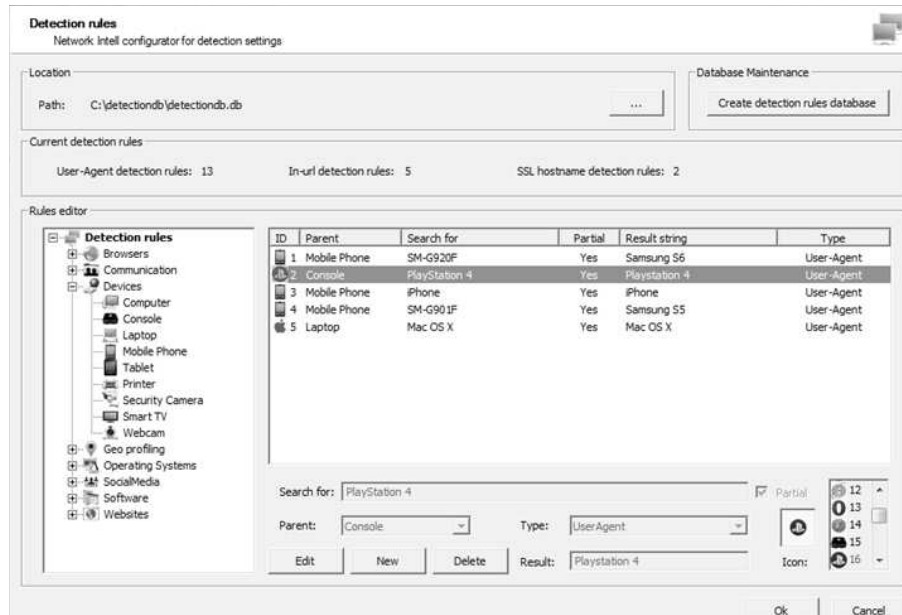 Detection rules
Network Intell configurator for detection settings
Location
Path: C:\detectiondb\detectiondb.db
...
Database Maintenance
Create detection rules database
Current detection rules
User-Agent detection rules: 13
In-url detection rules: 5
SSL hostname detection rules: 2
Rules editor
Detection rules
Browsers
Communication
Devices
Computer
Console
Laptop
Mobile Phone
Tablet
Printer
Security Camera
Smart TV
Webcam
Geo profiling
Operating Systems
SocialMedia
Software
Websites
ID Parent Search for Partial Result string Type
1 Mobile Phone SM-G920F Yes Samsung S6 User-Agent
2 Console PlayStation 4 Yes Playstation 4 User-Agent
3 Mobile Phone iPhone Yes iPhone User-Agent
4 Mobile Phone SM-G901F Yes Samsung S5 User-Agent
5 Laptop Mac OS X Yes Mac OS X User-Agent
Search for: PlayStation 4 Partial
Parent: Console Type: UserAgent
Edit New Delete Result: Playstation 4 Icon:
12
13
14
15
16
Ok Cancel